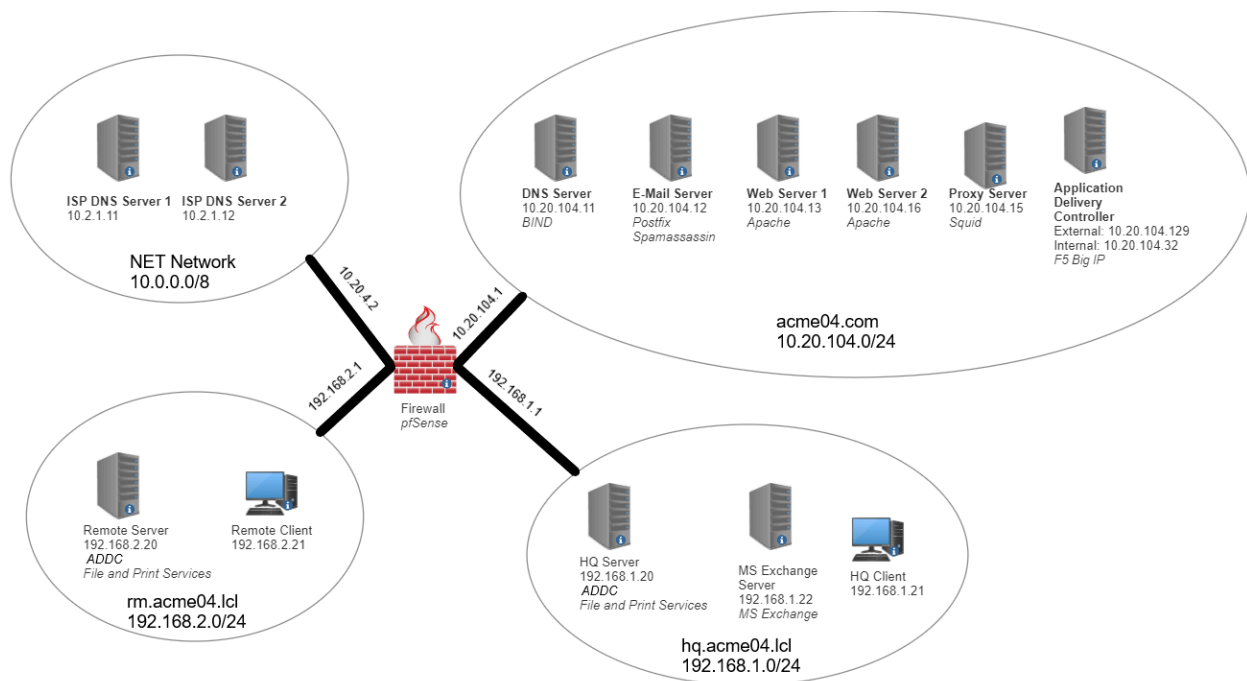 ISP DNS Server 1
10.2.1.11
ISP DNS Server 2
10.2.1.12
NET Network
10.0.0.0/8
DNS Server
10.20.104.11
BIND
E-Mail Server
10.20.104.12
Postfix
Spamassassin
Web Server 1
10.20.104.13
Apache
Web Server 2
10.20.104.16
Apache
Proxy Server
10.20.104.15
Squid
Application
Delivery
Controller
External: 10.20.104.129
Internal: 10.20.104.32
F5 Big IP
acme04.com
10.20.104.0/24
10.20.4.2
10.20.104.1
192.168.2.1
192.168.1.1
Firewall
pfSense
Remote Server
192.168.2.20
ADDC
File and Print Services
Remote Client
192.168.2.21
rm.acme04.lcl
192.168.2.0/24
HQ Server
192.168.1.20
ADDC
File and Print Services
MS Exchange
Server
192.168.1.22
MS Exchange
HQ Client
192.168.1.21
hq.acme04.lcl
192.168.1.0/24